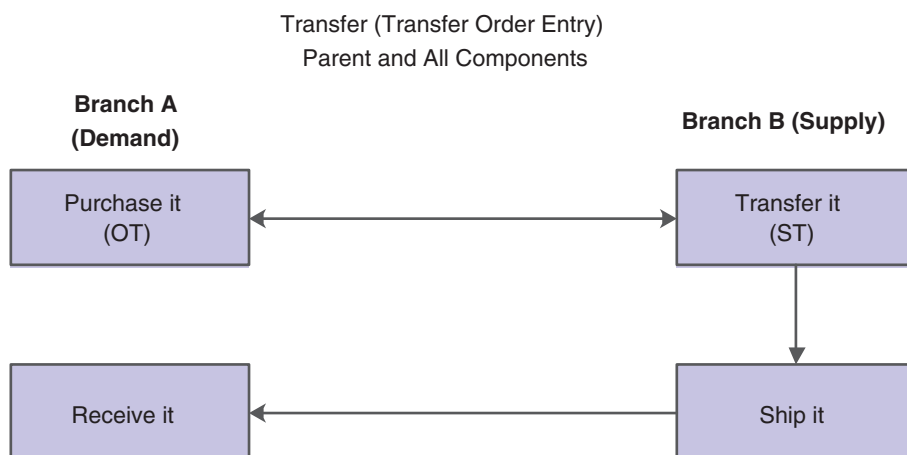 Transfer (Transfer Order Entry)
Parent and All Components
Branch A
(Demand)
Branch B (Supply)
Purchase it
(OT)
Transfer it
(ST)
Receive it
Ship it